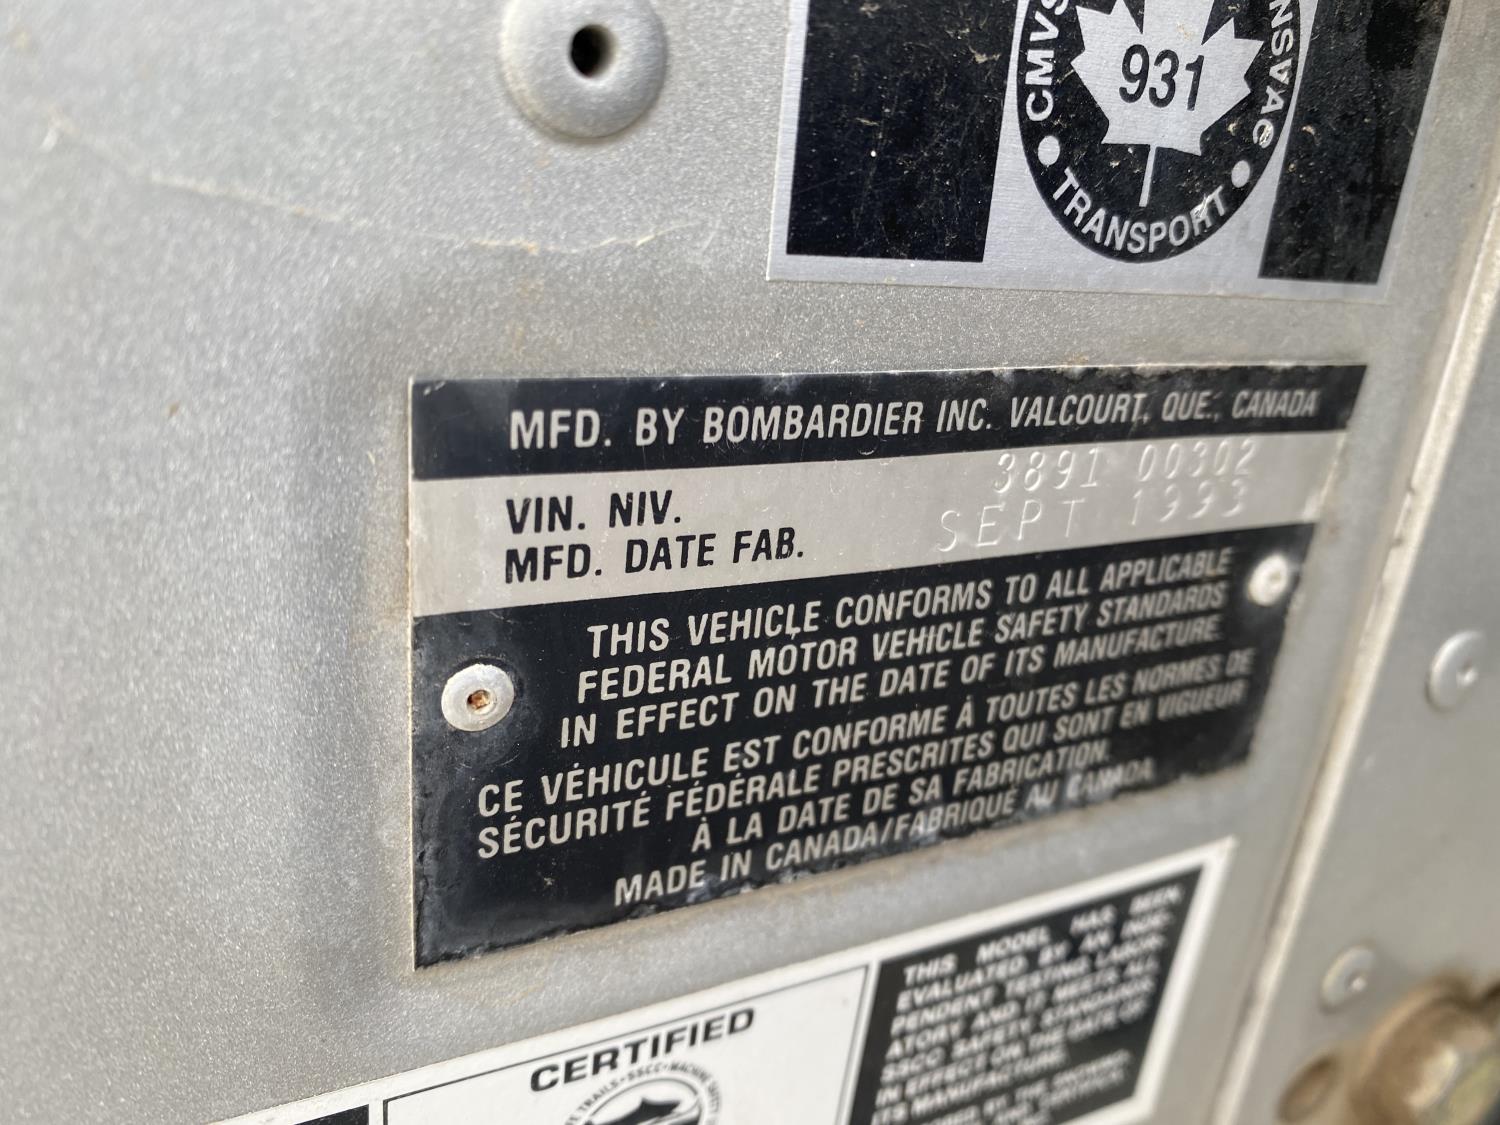 CMVS
NSVAC
931
TRANSPORT
MFD. BY BOMBARDIER INC. VALCOURT, QUE., CANADA
VIN. NIV. 3891 00302
MFD. DATE FAB. SEPT 1993
THIS VEHICLE CONFORMS TO ALL APPLICABLE
FEDERAL MOTOR VEHICLE SAFETY STANDARDS
IN EFFECT ON THE DATE OF ITS MANUFACTURE.
CE VÉHICULE EST CONFORME À TOUTES LES NORMES DE
SÉCURITÉ FÉDÉRALE PRESCRITES QUI SONT EN VIGUEUR
À LA DATE DE SA FABRICATION.
MADE IN CANADA/FABRIQUÉ AU CANADA
CERTIFIED
TRAILS • SSCC • MACHINE SAFETY
THIS MODEL HAS BEEN
EVALUATED BY AN INDE-
PENDENT TESTING LABOR-
ATORY AND IT MEETS ALL
SSCC SAFETY STANDARDS
IN EFFECT ON THE DATE OF
ITS MANUFACTURE.